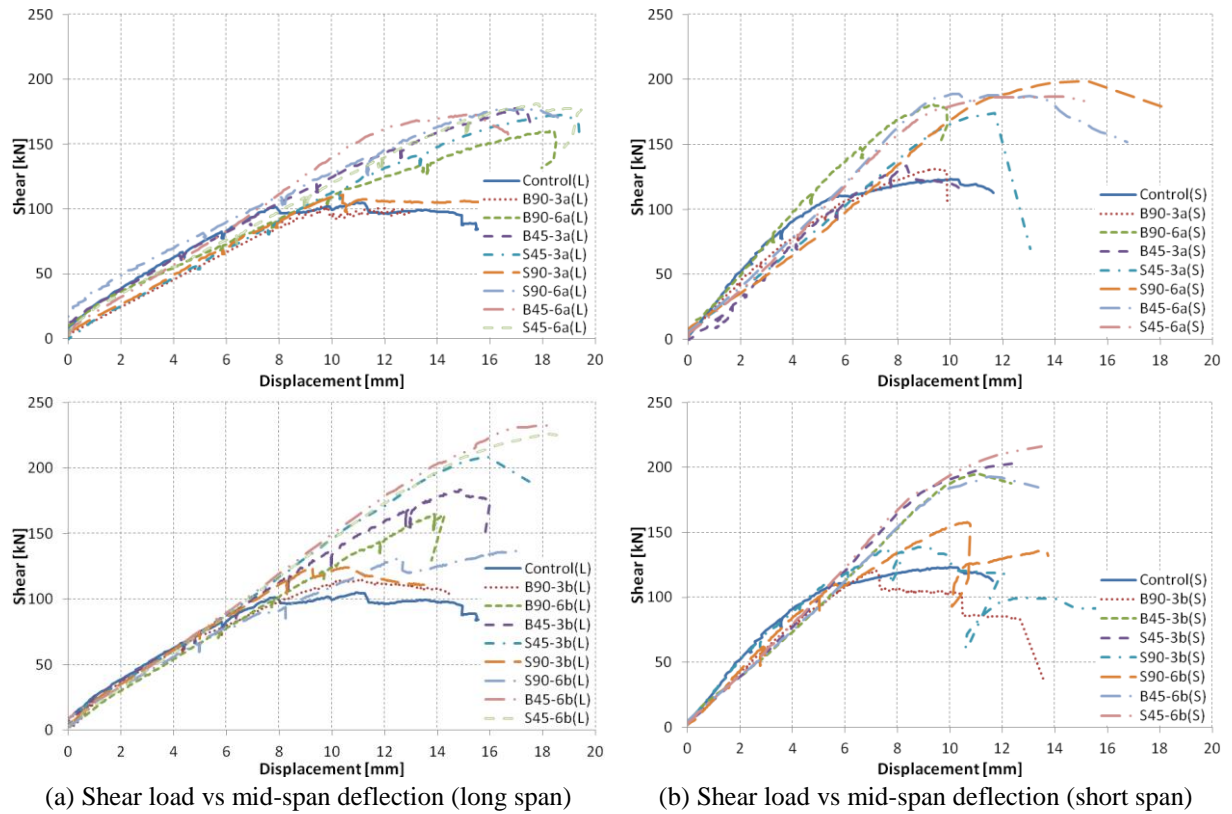 250
200
150
100
50
0
Shear [kN]
0 2 4 6 8 10 12 14 16 18 20
Displacement [mm]
Control(L)
B90-3a(L)
B90-6a(L)
B45-3a(L)
S45-3a(L)
S90-3a(L)
S90-6a(L)
B45-6a(L)
S45-6a(L)
250
200
150
100
50
0
Shear [kN]
0 2 4 6 8 10 12 14 16 18 20
Displacement [mm]
Control(S)
B90-3a(S)
B90-6a(S)
B45-3a(S)
S45-3a(S)
S90-6a(S)
B45-6a(S)
S45-6a(S)
250
200
150
100
50
0
Shear [kN]
0 2 4 6 8 10 12 14 16 18 20
Displacement [mm]
Control(L)
B90-3b(L)
B90-6b(L)
B45-3b(L)
S45-3b(L)
S90-3b(L)
S90-6b(L)
B45-6b(L)
S45-6b(L)
250
200
150
100
50
0
Shear [kN]
0 2 4 6 8 10 12 14 16 18 20
Displacement [mm]
Control(S)
B90-3b(S)
B45-3b(S)
S45-3b(S)
S90-3b(S)
S90-6b(S)
B45-6b(S)
S45-6b(S)
(a) Shear load vs mid-span deflection (long span)
(b) Shear load vs mid-span deflection (short span)